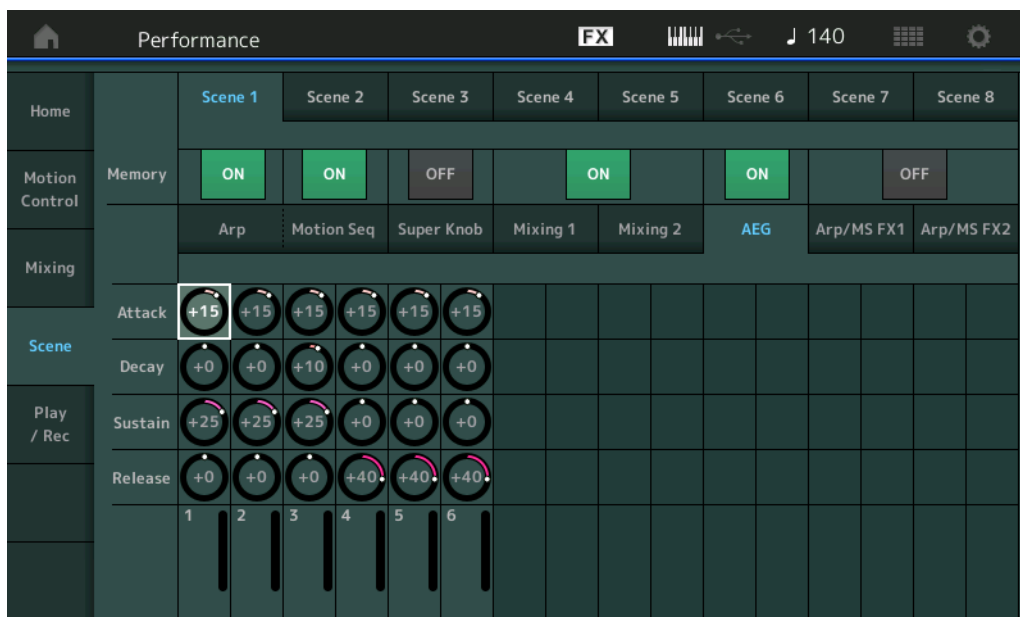 Performance FX 140
Scene 1 Scene 2 Scene 3 Scene 4 Scene 5 Scene 6 Scene 7 Scene 8
Home
Memory ON ON OFF ON ON OFF
Motion
Control
Arp Motion Seq Super Knob Mixing 1 Mixing 2 AEG Arp/MS FX1 Arp/MS FX2
Mixing
Attack +15 +15 +15 +15 +15 +15
Scene
Decay +0 +0 +10 +0 +0 +0
Play
/ Rec
Sustain +25 +25 +25 +0 +0 +0
Release +0 +0 +0 +40 +40 +40
1 2 3 4 5 6